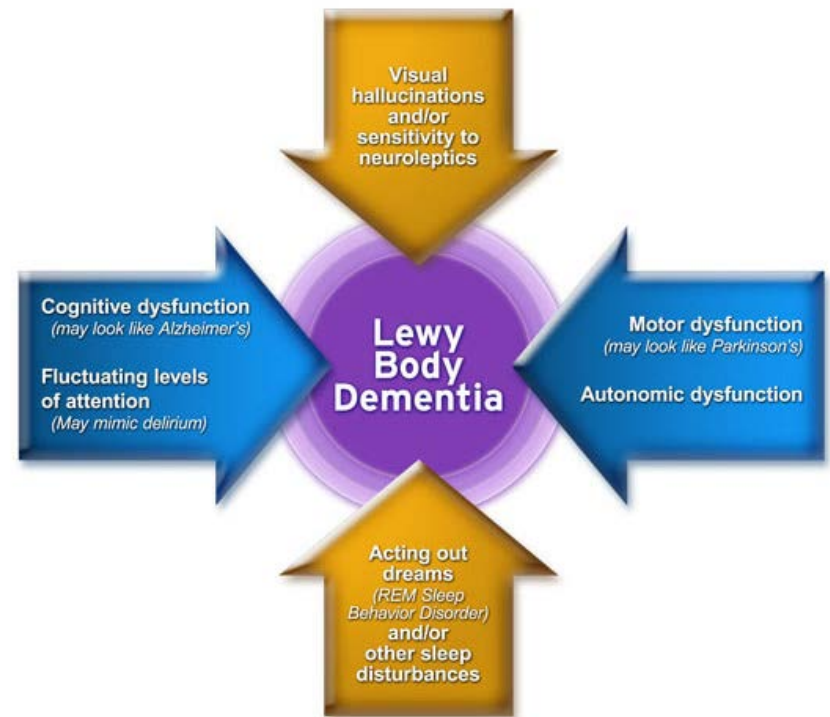 Visual
hallucinations
and/or
sensitivity to
neuroleptics
Cognitive dysfunction
(may look like Alzheimer's)
Fluctuating levels
of attention
(May mimic delirium)
Lewy
Body
Dementia
Motor dysfunction
(may look like Parkinson's)
Autonomic dysfunction
Acting out
dreams
(REM Sleep
Behavior Disorder)
and/or
other sleep
disturbances